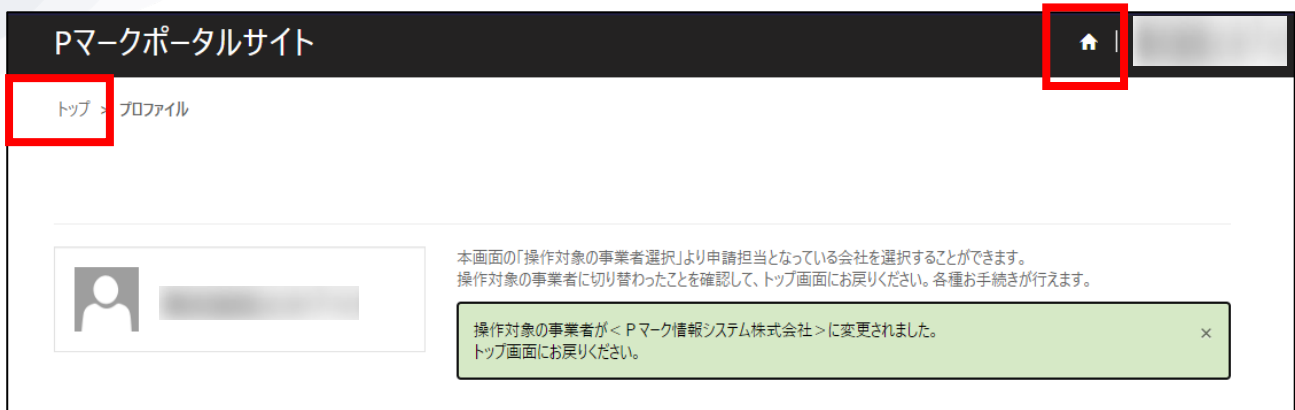 Pマークポータルサイト
トップ > プロファイル
本画面の「操作対象の事業者選択」より申請担当となっている会社を選択することができます。
操作対象の事業者に切り替わったことを確認して、トップ画面にお戻りください。各種お手続きが行えます。
操作対象の事業者が＜Ｐマーク情報システム株式会社＞に変更されました。
トップ画面にお戻りください。